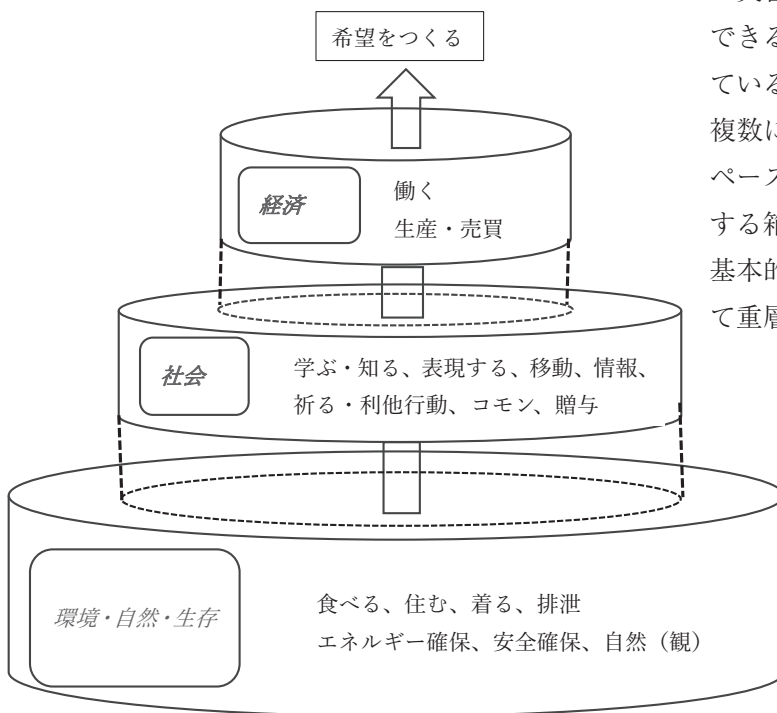 希望をつくる
経済
働く
生産・売買
社会
学ぶ・知る、表現する、移動、情報、
祈る・利他行動、コモン、贈与
環境・自然・生存
食べる、住む、着る、排泄
エネルギー確保、安全確保、自然（観）
できる
ている
複数に
ペース
する箱
基本的
て重層